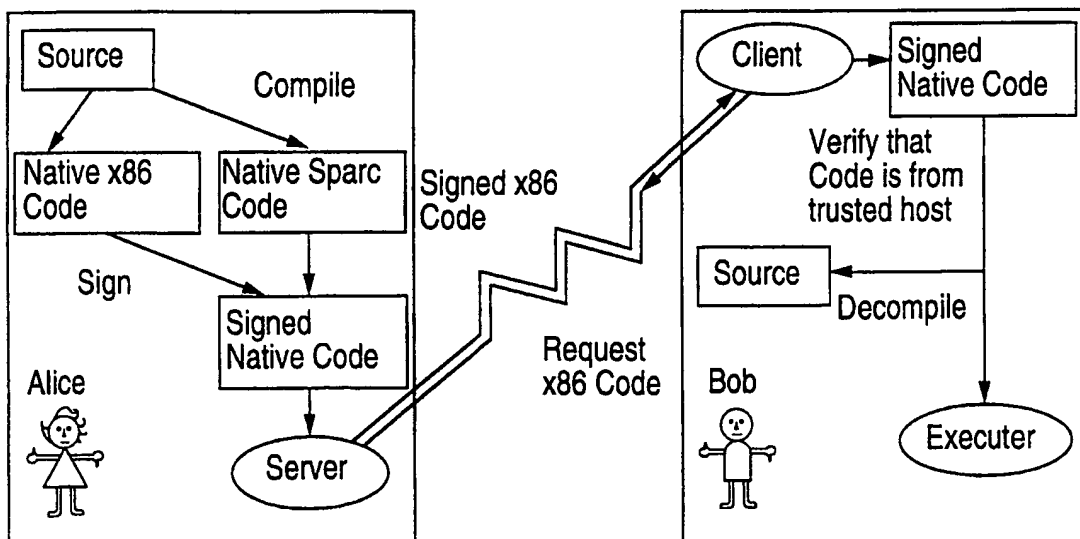 Source
Compile
Native x86
Code
Native Sparc
Code
Sign
Signed
Native Code
Alice
Server
Signed x86
Code
Request
x86 Code
Client
Signed
Native Code
Verify that
Code is from
trusted host
Source
Decompile
Bob
Executer